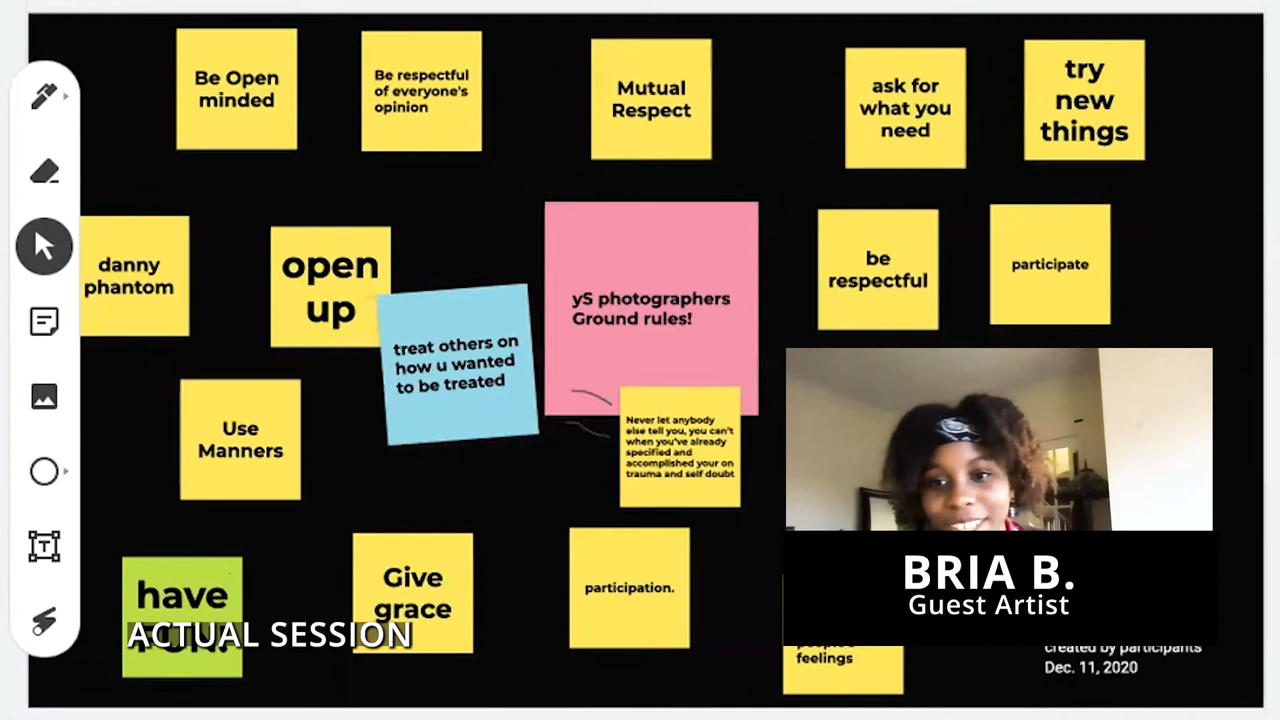 Be Open
minded
Be respectful
of everyone's
opinion
Mutual
Respect
ask for
what you
need
try
new
things
danny
phantom
open
up
treat others on
how u wanted
to be treated
yS photographers
Ground rules!
be
respectful
participate
Use
Manners
Never let anybody
else tell you, you can't
when you've already
specified and
accomplished your on
trauma and self doubt
have
Give
grace
participation.
ACTUAL SESSION
BRIA B.
Guest Artist
people's
feelings
created by participants
Dec. 11, 2020